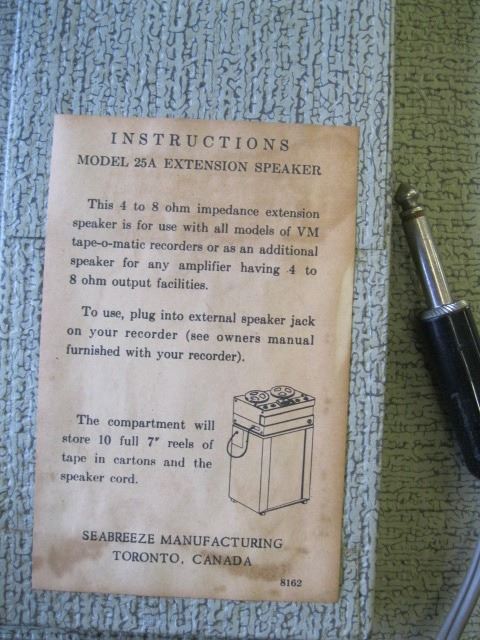 INSTRUCTIONS
MODEL 25A EXTENSION SPEAKER
This 4 to 8 ohm impedance extension
speaker is for use with all models of VM
tape-o-matic recorders or as an additional
speaker for any amplifier having 4 to
8 ohm output facilities.
To use, plug into external speaker jack
on your recorder (see owners manual
furnished with your recorder).
The compartment will
store 10 full 7″ reels of
tape in cartons and the
speaker cord.
SEABREEZE MANUFACTURING
TORONTO, CANADA
8162